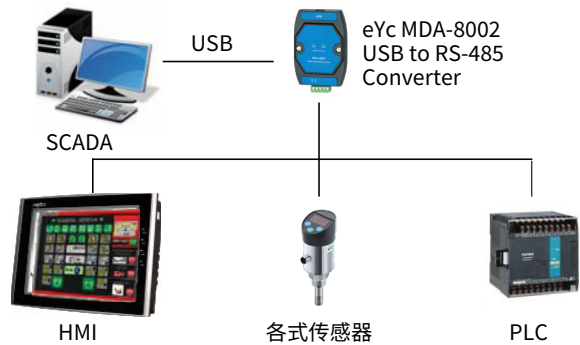 USB
eYc MDA-8002
USB to RS-485
Converter
SCADA
HMI
各式传感器
PLC